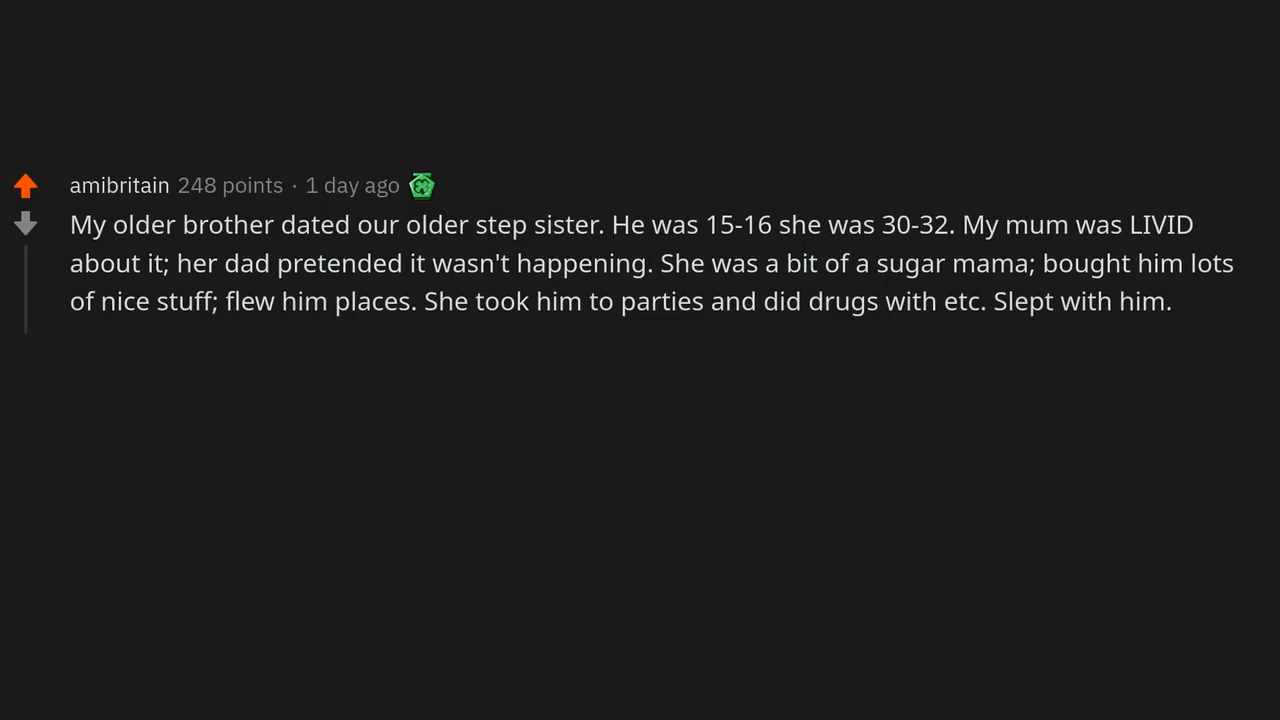 amibritain 248 points · 1 day ago
My older brother dated our older step sister. He was 15-16 she was 30-32. My mum was LIVID
about it; her dad pretended it wasn't happening. She was a bit of a sugar mama; bought him lots
of nice stuff; flew him places. She took him to parties and did drugs with etc. Slept with him.